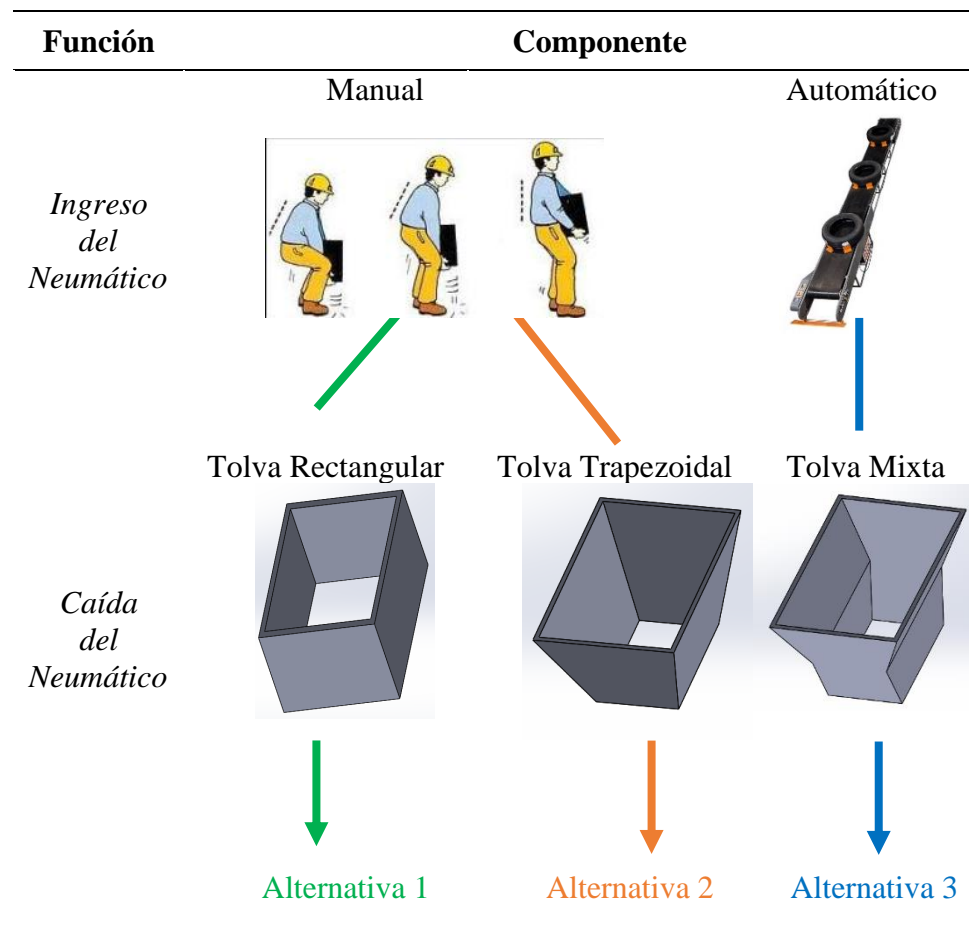 Función Componente
Manual Automático
Ingreso
del
Neumático
Tolva Rectangular Tolva Trapezoidal Tolva Mixta
Caída
del
Neumático
Alternativa 1 Alternativa 2 Alternativa 3